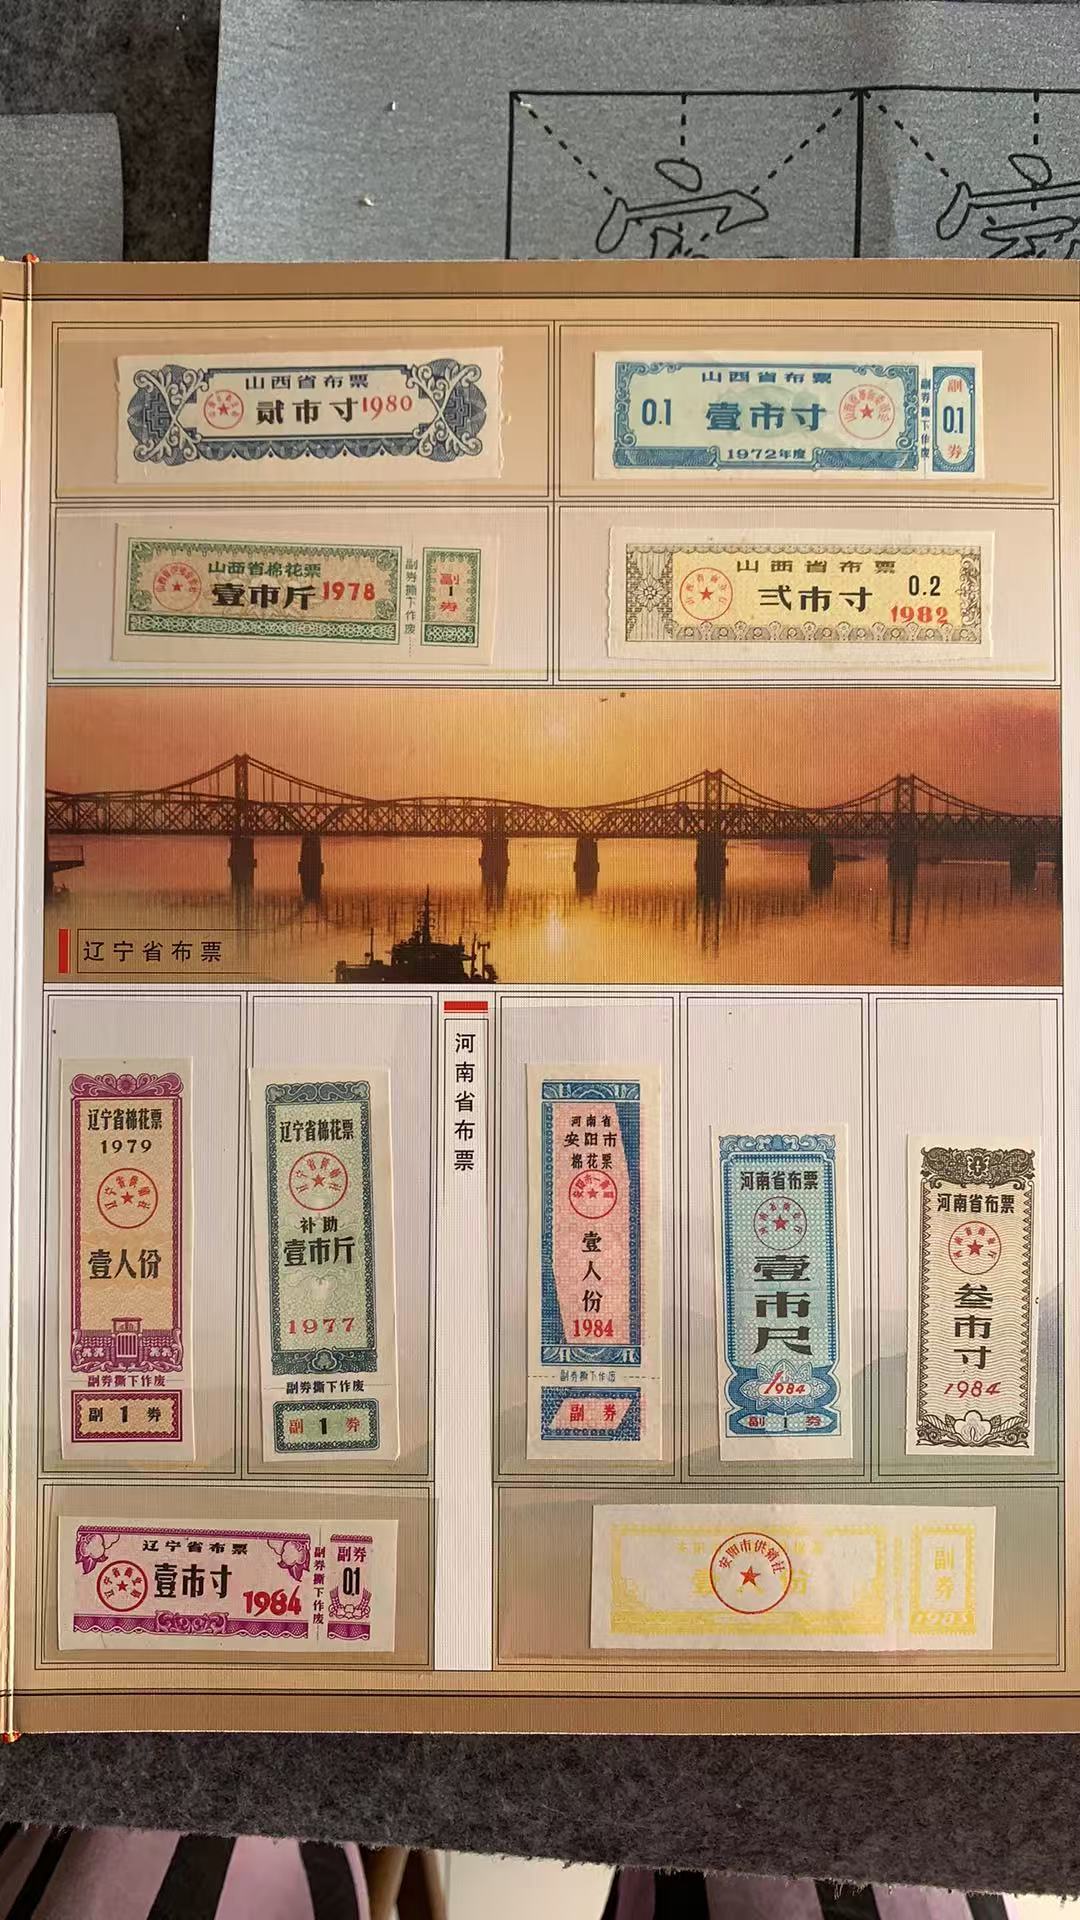 山西省布票
贰市寸1980
山西省布票
0.1 壹市寸
1972年度
副券撕下作废
副
0.1
券
山西省棉花票
壹市斤1978
副券撕下作废
副
1
券
山西省布票
弍市寸 0.2
1982
辽宁省布票
辽宁省棉花票
1979
壹人份
副券撕下作废
副 1 券
辽宁省棉花票
补助
壹市斤
1977
副券撕下作废
副 1 券
辽宁省布票
壹市寸
1984
副券撕下作废
副券
0.1
河南省布票
河南省
安阳市
棉花票
壹
人
份
1984
副券撕下作废
副 券
河南省布票
壹
市
尺
1984
副 1 券
河南省布票
叁
市
寸
1984
安阳市供销社
副
券
1983